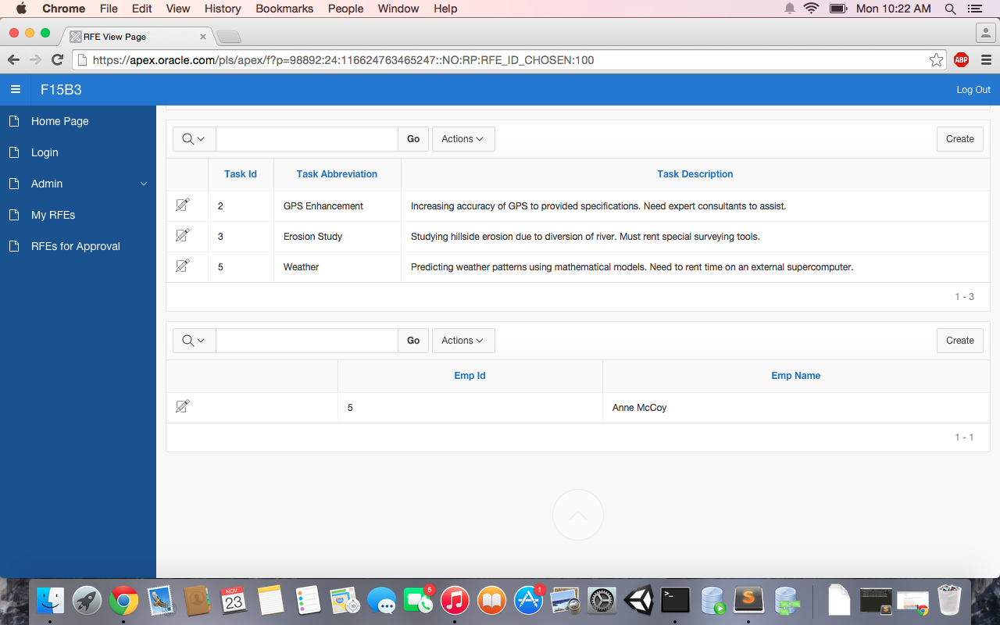 Chrome File Edit View History Bookmarks People Window Help Mon 10:22 AM
RFE View Page
https://apex.oracle.com/pls/apex/f?p=98892:24:116624763465247::NO:RP:RFE_ID_CHOSEN:100 ABP
F15B3 Log Out
Home Page
Login
Admin
My RFEs
RFEs for Approval
Go Actions Create
Task Id Task Abbreviation Task Description
2 GPS Enhancement Increasing accuracy of GPS to provided specifications. Need expert consultants to assist.
3 Erosion Study Studying hillside erosion due to diversion of river. Must rent special surveying tools.
5 Weather Predicting weather patterns using mathematical models. Need to rent time on an external supercomputer.
1 - 3
Go Actions Create
Emp Id Emp Name
5 Anne McCoy
1 - 1
NOV
23
5
1